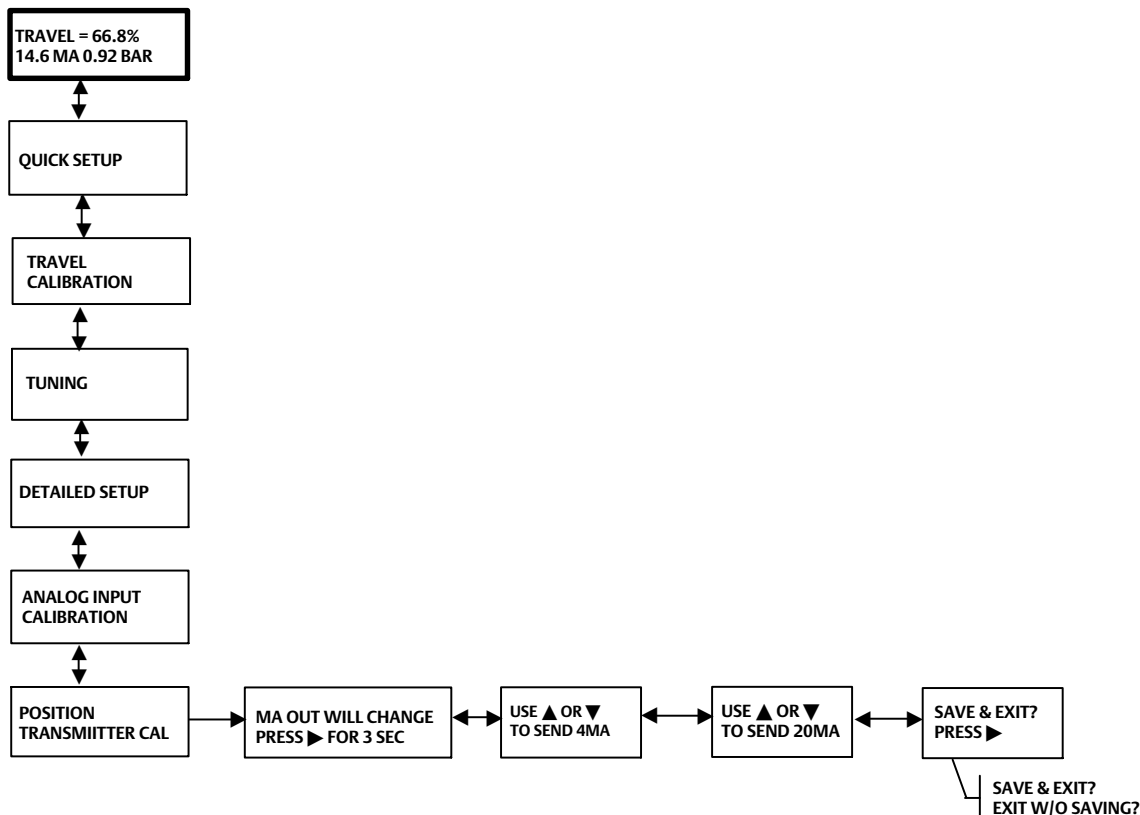 TRAVEL = 66.8%
14.6 MA 0.92 BAR
QUICK SETUP
TRAVEL
CALIBRATION
TUNING
DETAILED SETUP
ANALOG INPUT
CALIBRATION
POSITION
TRANSMIITTER CAL
MA OUT WILL CHANGE
PRESS ▶ FOR 3 SEC
USE ▲ OR ▼
TO SEND 4MA
USE ▲ OR ▼
TO SEND 20MA
SAVE & EXIT?
PRESS ▶
SAVE & EXIT?
EXIT W/O SAVING?